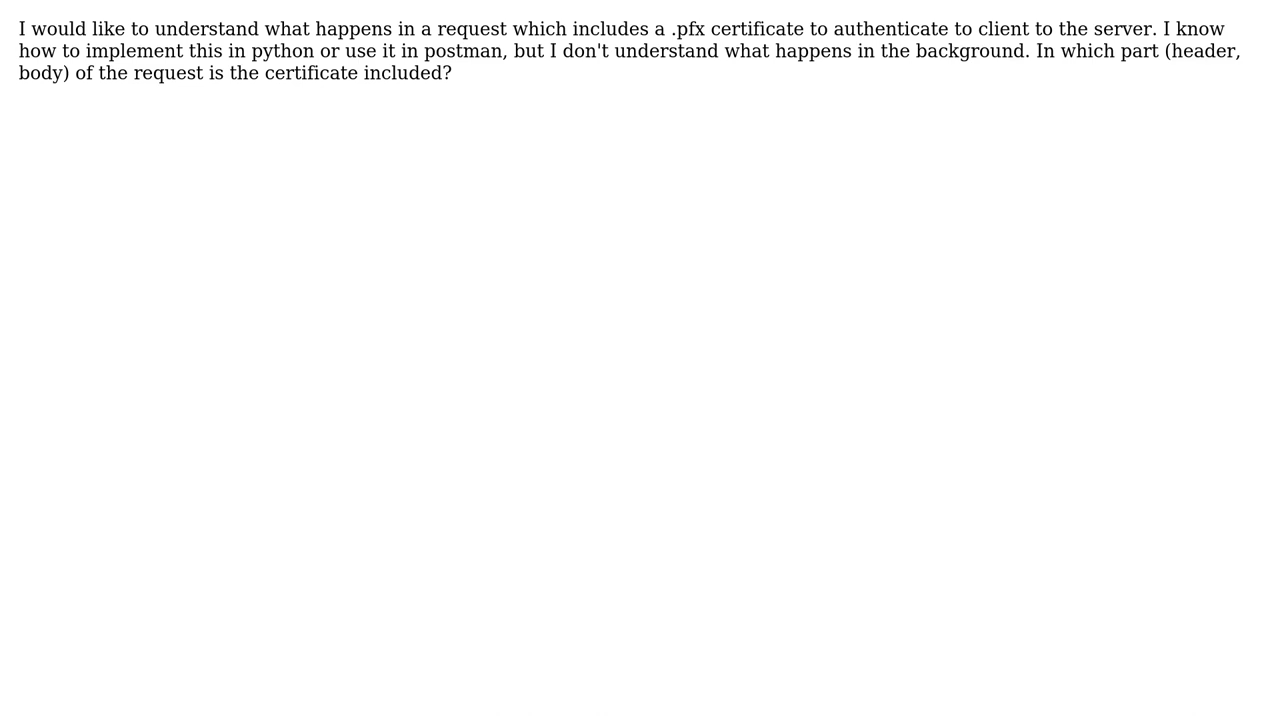 I would like to understand what happens in a request which includes a .pfx certificate to authenticate to client to the server. I know
how to implement this in python or use it in postman, but I don't understand what happens in the background. In which part (header,
body) of the request is the certificate included?